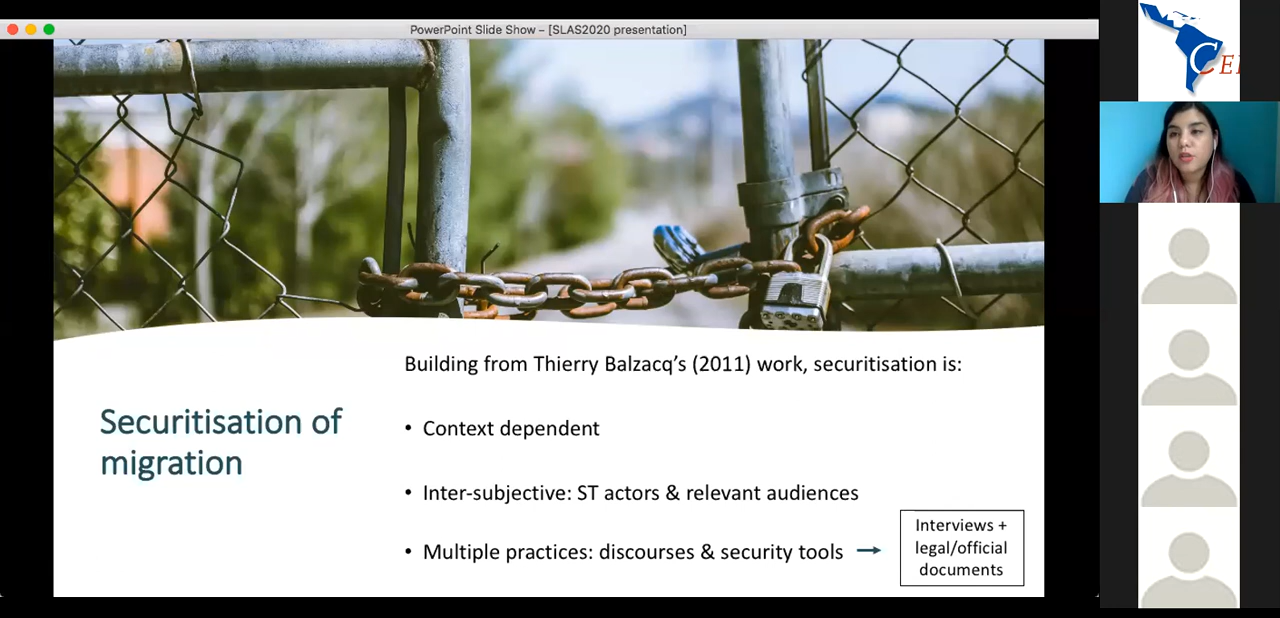 PowerPoint Slide Show – [SLAS2020 presentation]
Building from Thierry Balzacq’s (2011) work, securitisation is:
Securitisation of
migration
• Context dependent
• Inter-subjective: ST actors & relevant audiences
• Multiple practices: discourses & security tools →
Interviews +
legal/official
documents